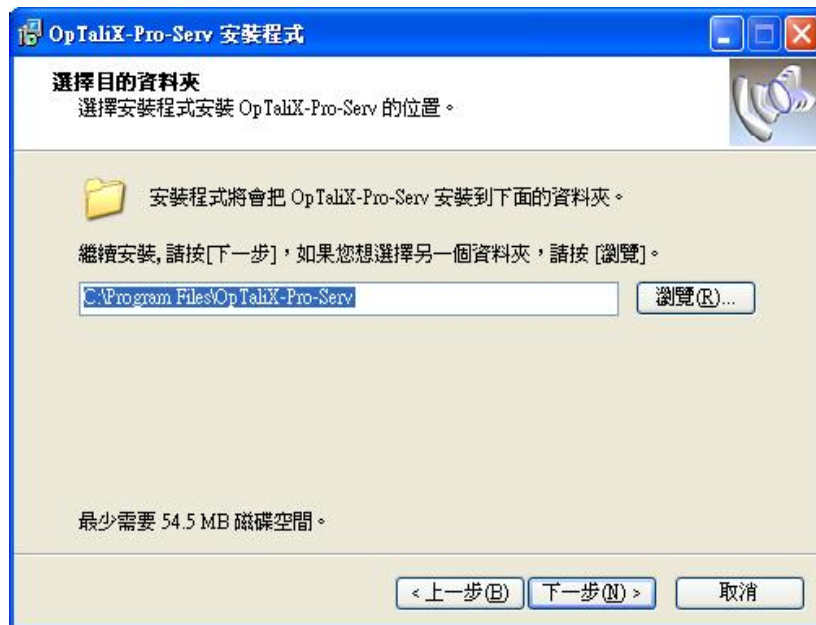 OpTaliX-Pro-Serv 安裝程式
選擇目的資料夾
選擇安裝程式安裝 OpTaliX-Pro-Serv 的位置。
安裝程式將會把 OpTaliX-Pro-Serv 安裝到下面的資料夾。
繼續安裝,請按[下一步],如果您想選擇另一個資料夾,請按 [瀏覽]。
C:\Program Files\OpTaliX-Pro-Serv
瀏覽(R)...
最少需要 54.5 MB 磁碟空間。
<上一步(B)
下一步(N)>
取消